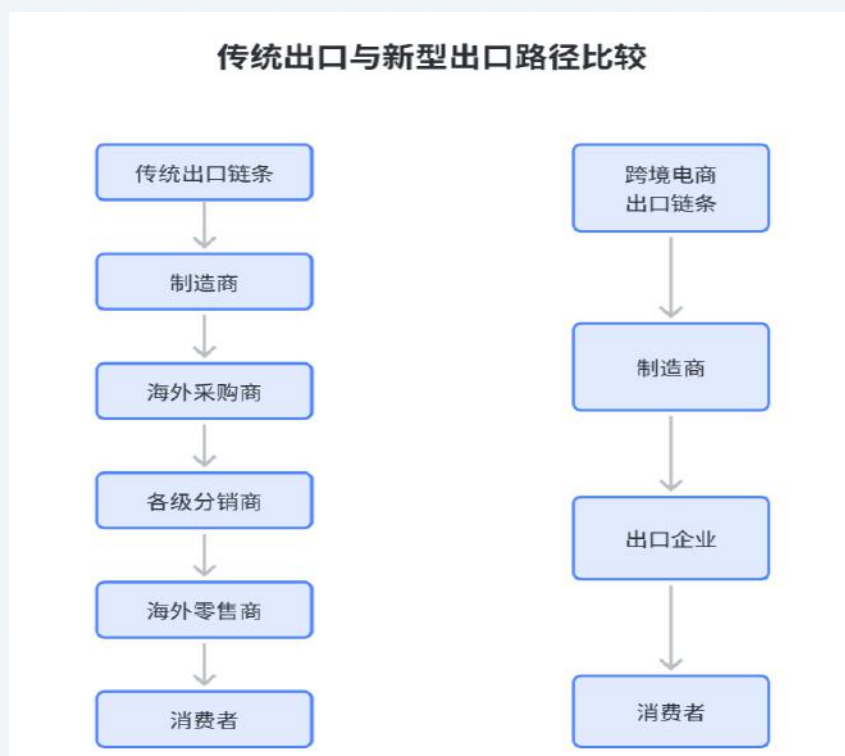 传统出口与新型出口路径比较
传统出口链条
制造商
海外采购商
各级分销商
海外零售商
消费者
跨境电商
出口链条
制造商
出口企业
消费者